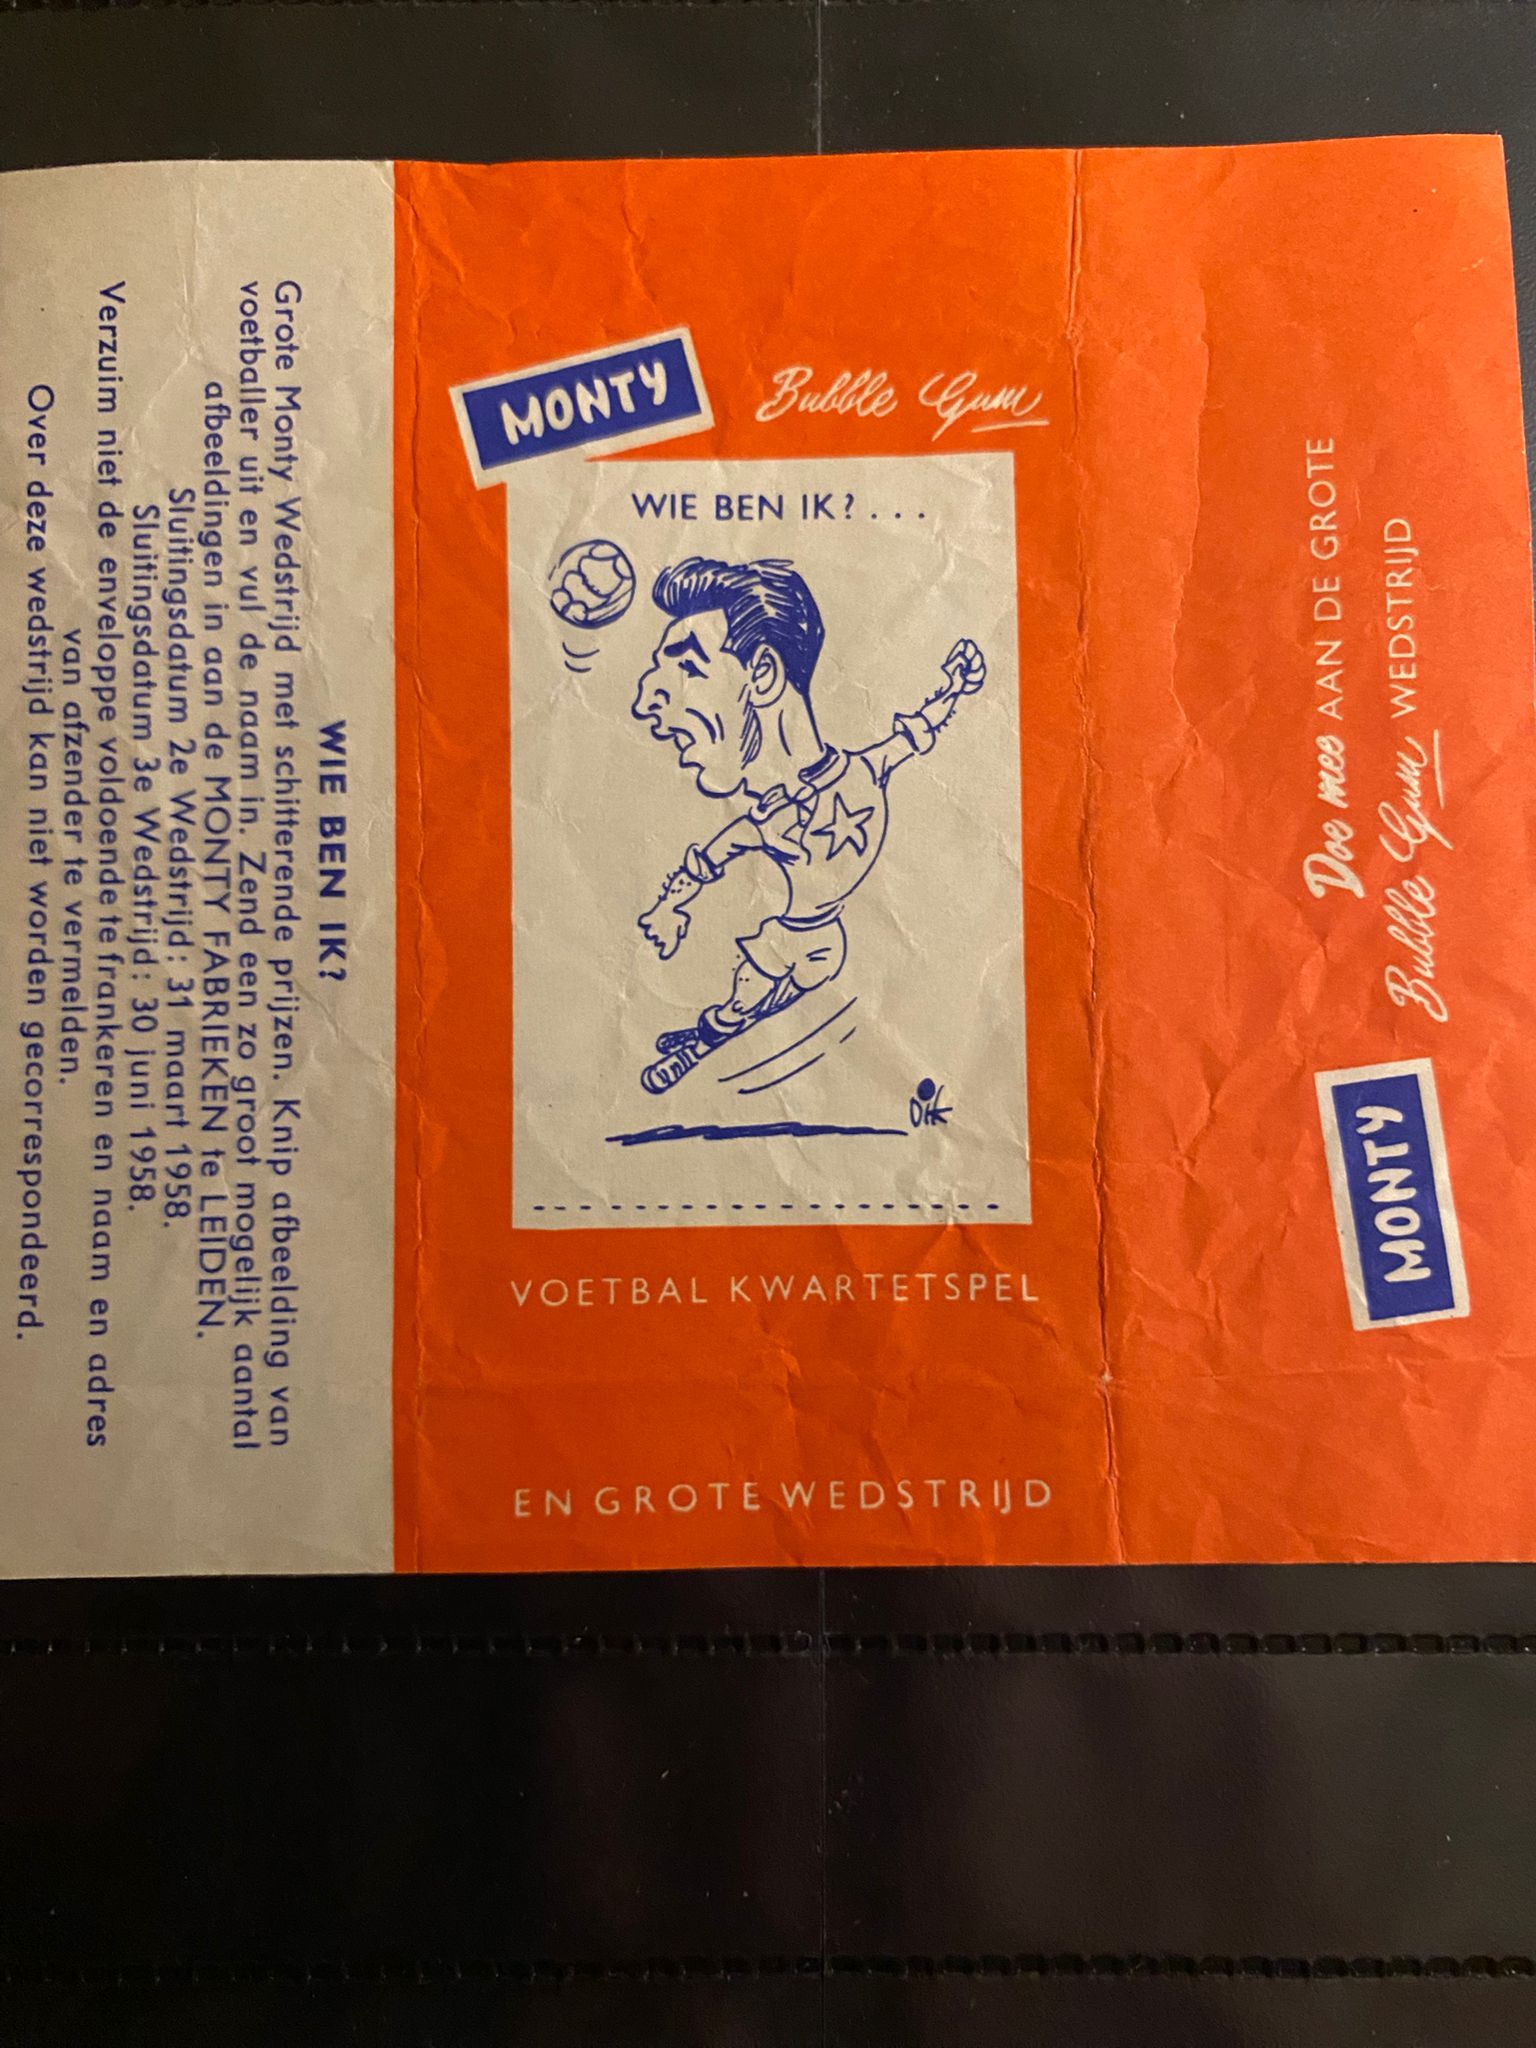 MONTY Bubble Gum
WIE BEN IK?...
DIK
VOETBAL KWARTETSPEL
EN GROTE WEDSTRIJD
WIE BEN IK?
Grote Monty Wedstrijd met schitterende prijzen. Knip afbeelding van
voetballer uit en vul de naam in. Zend een zo groot mogelijk aantal
afbeeldingen in aan de MONTY FABRIEKEN te LEIDEN.
Sluitingsdatum 2e Wedstrijd: 31 maart 1958.
Sluitingsdatum 3e Wedstrijd: 30 juni 1958.
Verzuim niet de enveloppe voldoende te frankeren en naam en adres
van afzender te vermelden.
Over deze wedstrijd kan niet worden gecorrespondeerd.
Doe mee AAN DE GROTE
Bubble Gum WEDSTRIJD
MONTY